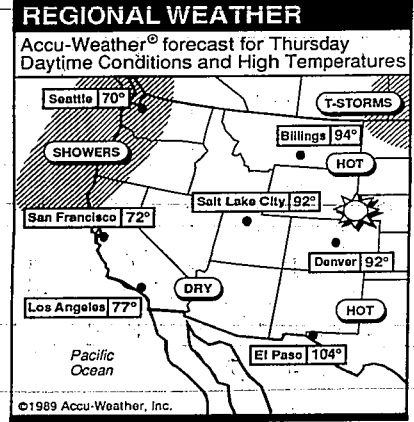 REGIONAL WEATHER
Accu-Weather® forecast for Thursday
Daytime Conditions and High Temperatures
Seattle 70°
T-STORMS
Billings 94°
SHOWERS
HOT
Salt Lake City 92°
San Francisco 72°
Denver 92°
DRY
Los Angeles 77°
HOT
El Paso 104°
Pacific
Ocean
©1989 Accu-Weather, Inc.